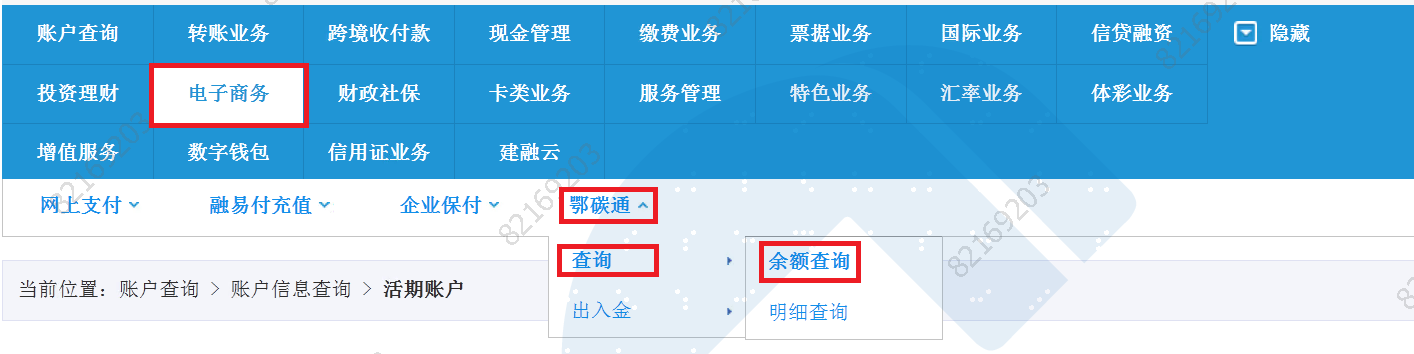 账户查询 转账业务 跨境收付款 现金管理 缴费业务 票据业务 国际业务 信贷融资 隐藏
投资理财 电子商务 财政社保 卡类业务 服务管理 特色业务 汇率业务 体彩业务
增值服务 数字钱包 信用证业务 建融云
网上支付 融易付充值 企业保付 鄂碳通
查询 余额查询
当前位置：账户查询 > 账户信息查询 > 活期账户
出入金 明细查询
82169203
82169203
82169203
82169203